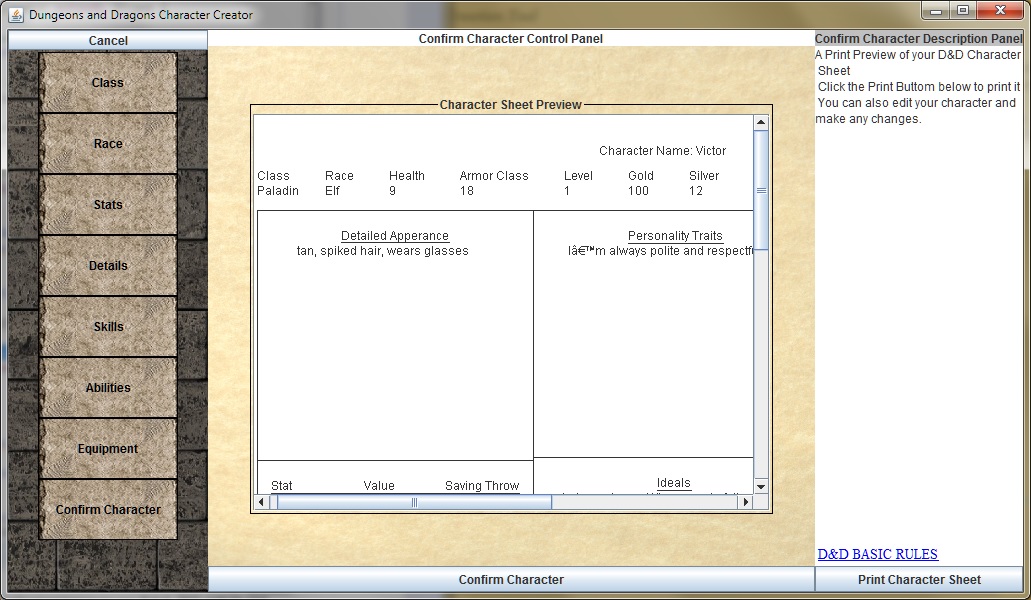 Dungeons and Dragons Character Creator
Cancel
Class
Race
Stats
Details
Skills
Abilities
Equipment
Confirm Character
Confirm Character Control Panel
Character Sheet Preview
Character Name: Victor
Class Race Health Armor Class Level Gold Silver
Paladin Elf 9 18 1 100 12
Detailed Apperance
tan, spiked hair, wears glasses
Personality Traits
Iâ€™m always polite and respectfu
Stat Value Saving Throw
Ideals
Confirm Character
Confirm Character Description Panel
A Print Preview of your D&D Character
Sheet
Click the Print Buttom below to print it
You can also edit your character and
make any changes.
D&D BASIC RULES
Print Character Sheet